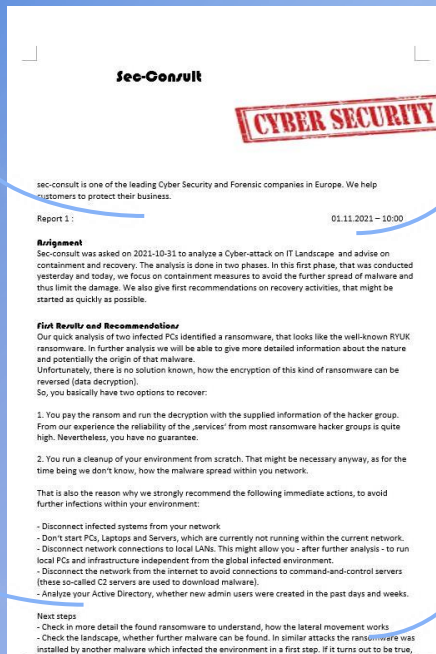 Sec-Consult
CYBER SECURITY
sec-consult is one of the leading Cyber Security and Forensic companies in Europe. We help
customers to protect their business.
Report 1 : 01.11.2021 – 10:00
Assignment
Sec-consult was asked on 2021-10-31 to analyze a Cyber-attack on IT Landscape and advise on
containment and recovery. The analysis is done in two phases. In this first phase, that was conducted
yesterday and today, we focus on containment measures to avoid the further spread of malware and
thus limit the damage. We also give first recommendations on recovery activities, that might be
started as quickly as possible.
First Results and Recommendations
Our quick analysis of two infected PCs identified a ransomware, that looks like the well-known RYUK
ransomware. In further analysis we will be able to give more detailed information about the nature
and potentially the origin of that malware.
Unfortunately, there is no solution known, how the encryption of this kind of ransomware can be
reversed (data decryption).
So, you basically have two options to recover:
1. You pay the ransom and run the decryption with the supplied information of the hacker group.
From our experience the reliability of the ‚services' from most ransomware hacker groups is quite
high. Nevertheless, you have no guarantee.
2. You run a cleanup of your environment from scratch. That might be necessary anyway, as for the
time being we don't know, how the malware spread within you network.
That is also the reason why we strongly recommend the following immediate actions, to avoid
further infections within your environment:
- Disconnect infected systems from your network
- Don't start PCs, Laptops and Servers, which are currently not running within the current network.
- Disconnect network connections to local LANs. This might allow you - after further analysis - to run
local PCs and infrastructure independent from the global infected environment.
- Disconnect the network from the internet to avoid connections to command-and-control servers
(these so-called C2 servers are used to download malware).
- Analyze your Active Directory, whether new admin users were created in the past days and weeks.
Next steps
- Check in more detail the found ransomware to understand, how the lateral movement works
- Check the landscape, whether further malware can be found. In similar attacks the ransomware was
installed by another malware which infected the environment in a first step. If it turns out to be true,